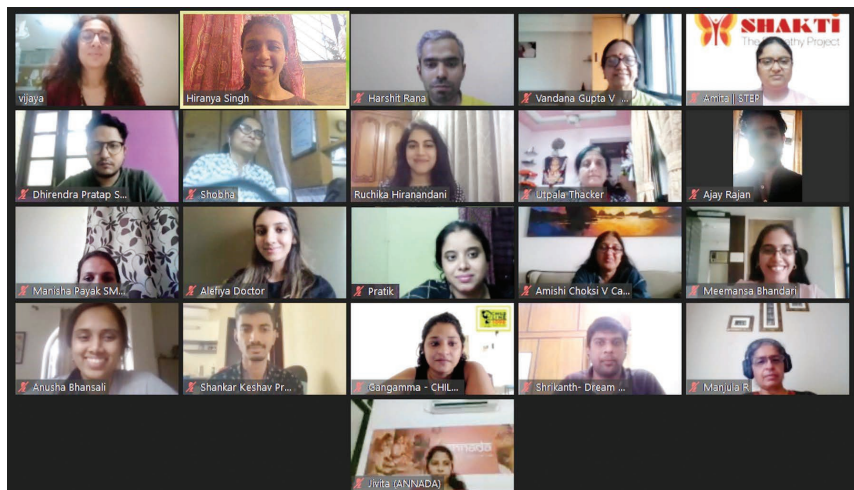 vijaya
Hiranya Singh
Harshit Rana
Vandana Gupta V ...
SHAKTI
The Empathy Project
Amita || STEP
Dhirendra Pratap S...
Shobha
Ruchika Hiranandani
Utpala Thacker
Ajay Rajan
Manisha Payak SM...
Alefiya Doctor
Pratik
Amishi Choksi V Ca...
Meemansa Bhandari
Anusha Bhansali
Shankar Keshav Pr...
Gangamma - CHIL...
Shrikanth- Dream ...
Manjula R
Jivita (ANNADA)